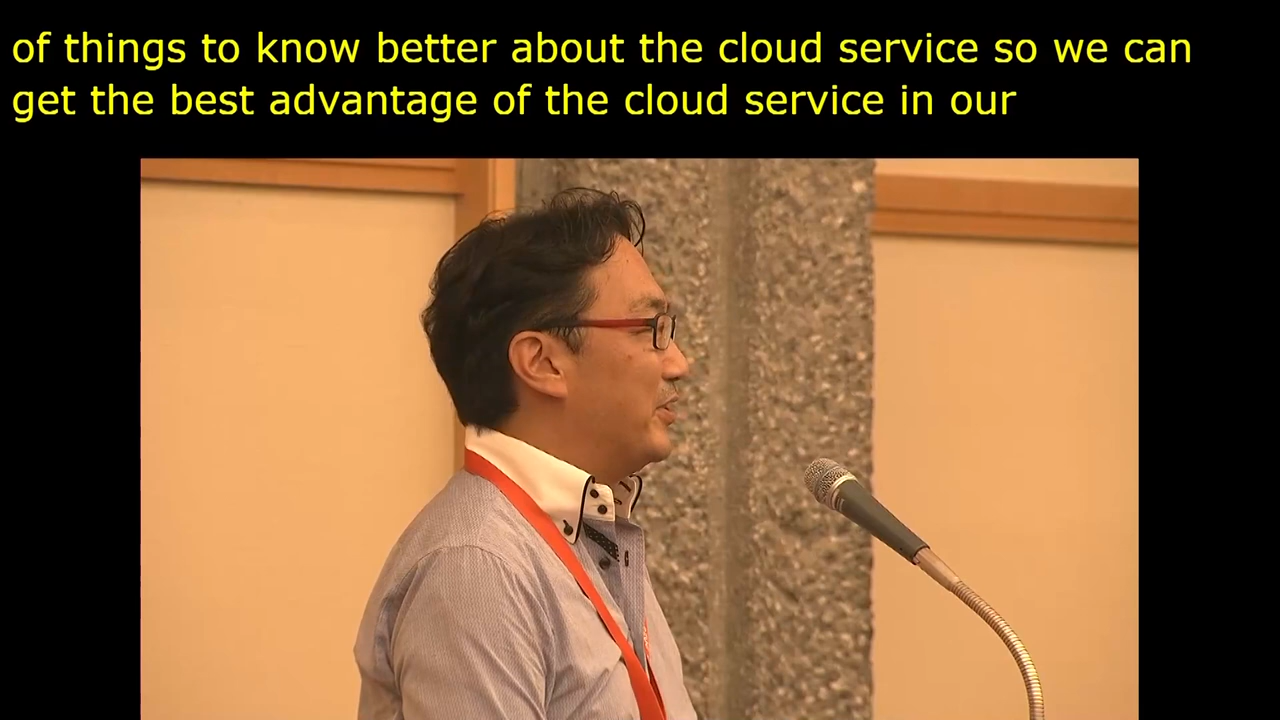 of things to know better about the cloud service so we can
get the best advantage of the cloud service in our